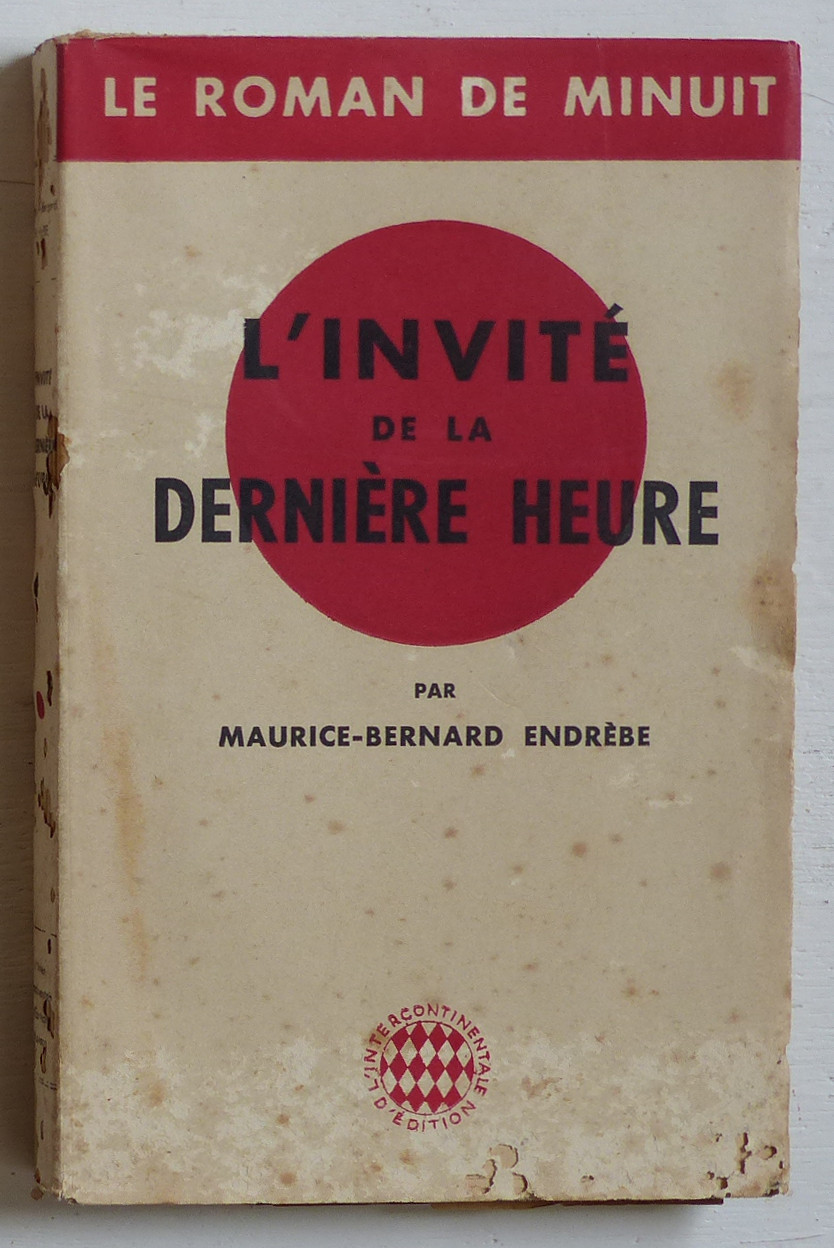 LE ROMAN DE MINUIT
L'INVITÉ
DE LA
DERNIÈRE HEURE
PAR
MAURICE-BERNARD ENDRÈBE
L'INTERCONTINENTALE
D'ÉDITION